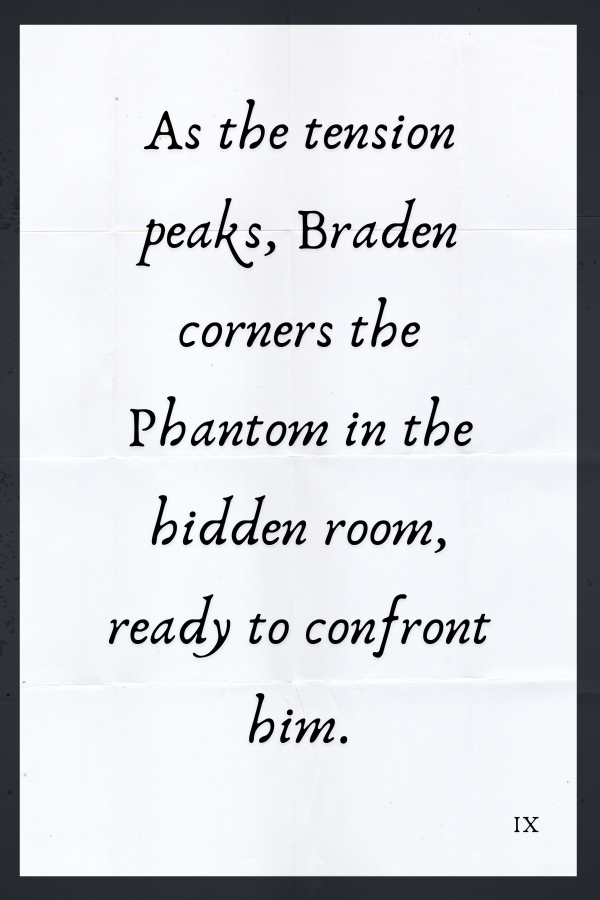 As the tension
peaks, Braden
corners the
Phantom in the
hidden room,
ready to confront
him.
IX